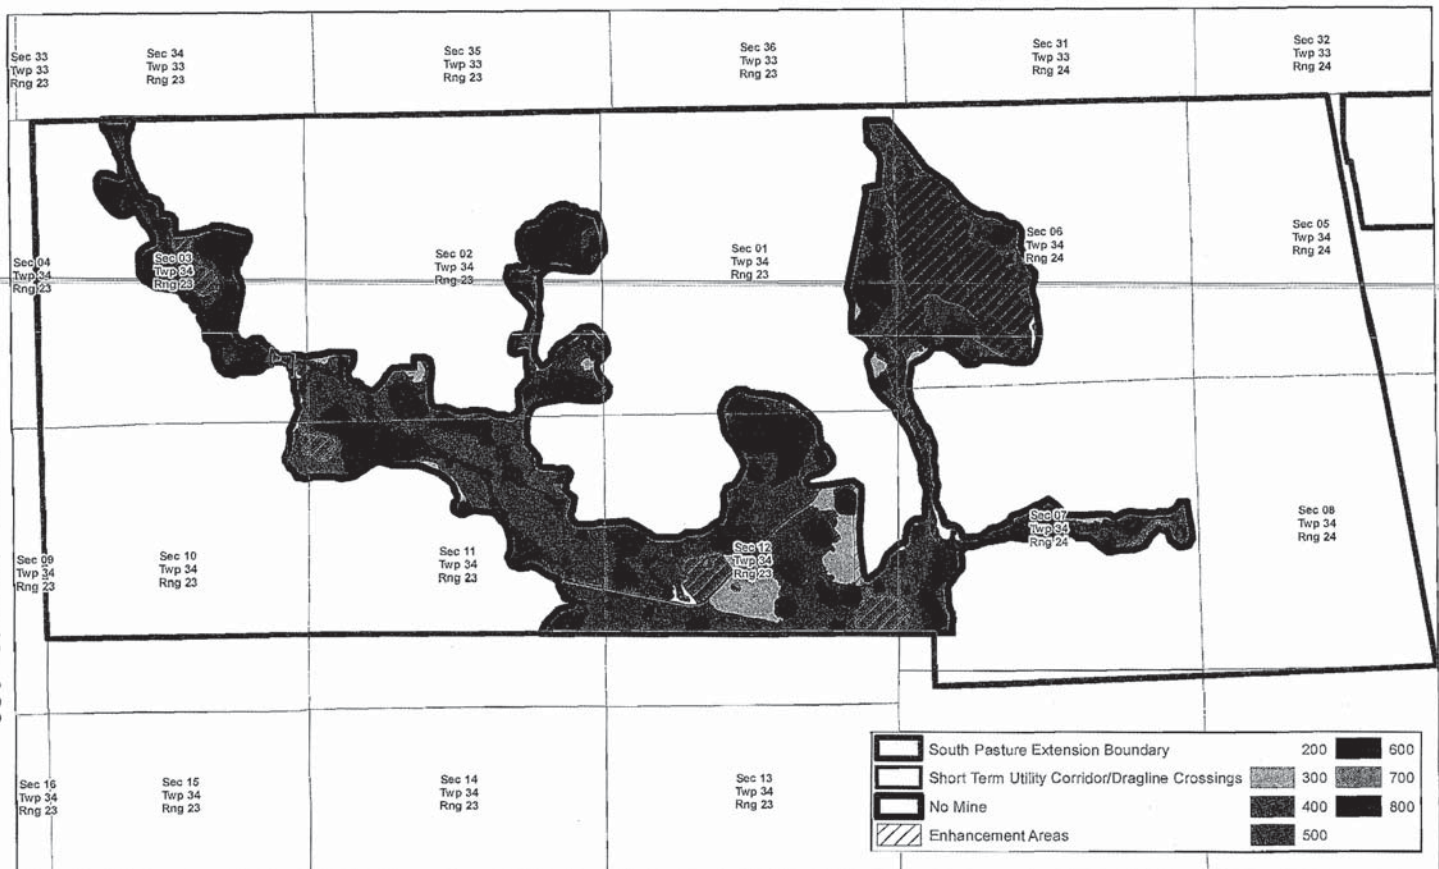 Sec 33
Twp 33
Rng 23
Sec 34
Twp 33
Rng 23
Sec 35
Twp 33
Rng 23
Sec 36
Twp 33
Rng 23
Sec 31
Twp 33
Rng 24
Sec 32
Twp 33
Rng 24
Sec 04
Twp 34
Rng 23
Sec 03
Twp 34
Rng 23
Sec 02
Twp 34
Rng 23
Sec 01
Twp 34
Rng 23
Sec 06
Twp 34
Rng 24
Sec 05
Twp 34
Rng 24
Sec 09
Twp 34
Rng 23
Sec 10
Twp 34
Rng 23
Sec 11
Twp 34
Rng 23
Sec 12
Twp 34
Rng 23
Sec 07
Twp 34
Rng 24
Sec 08
Twp 34
Rng 24
Sec 16
Twp 34
Rng 23
Sec 15
Twp 34
Rng 23
Sec 14
Twp 34
Rng 23
Sec 13
Twp 34
Rng 23
South Pasture Extension Boundary
Short Term Utility Corridor/Dragline Crossings
No Mine
Enhancement Areas
200
300
400
500
600
700
800